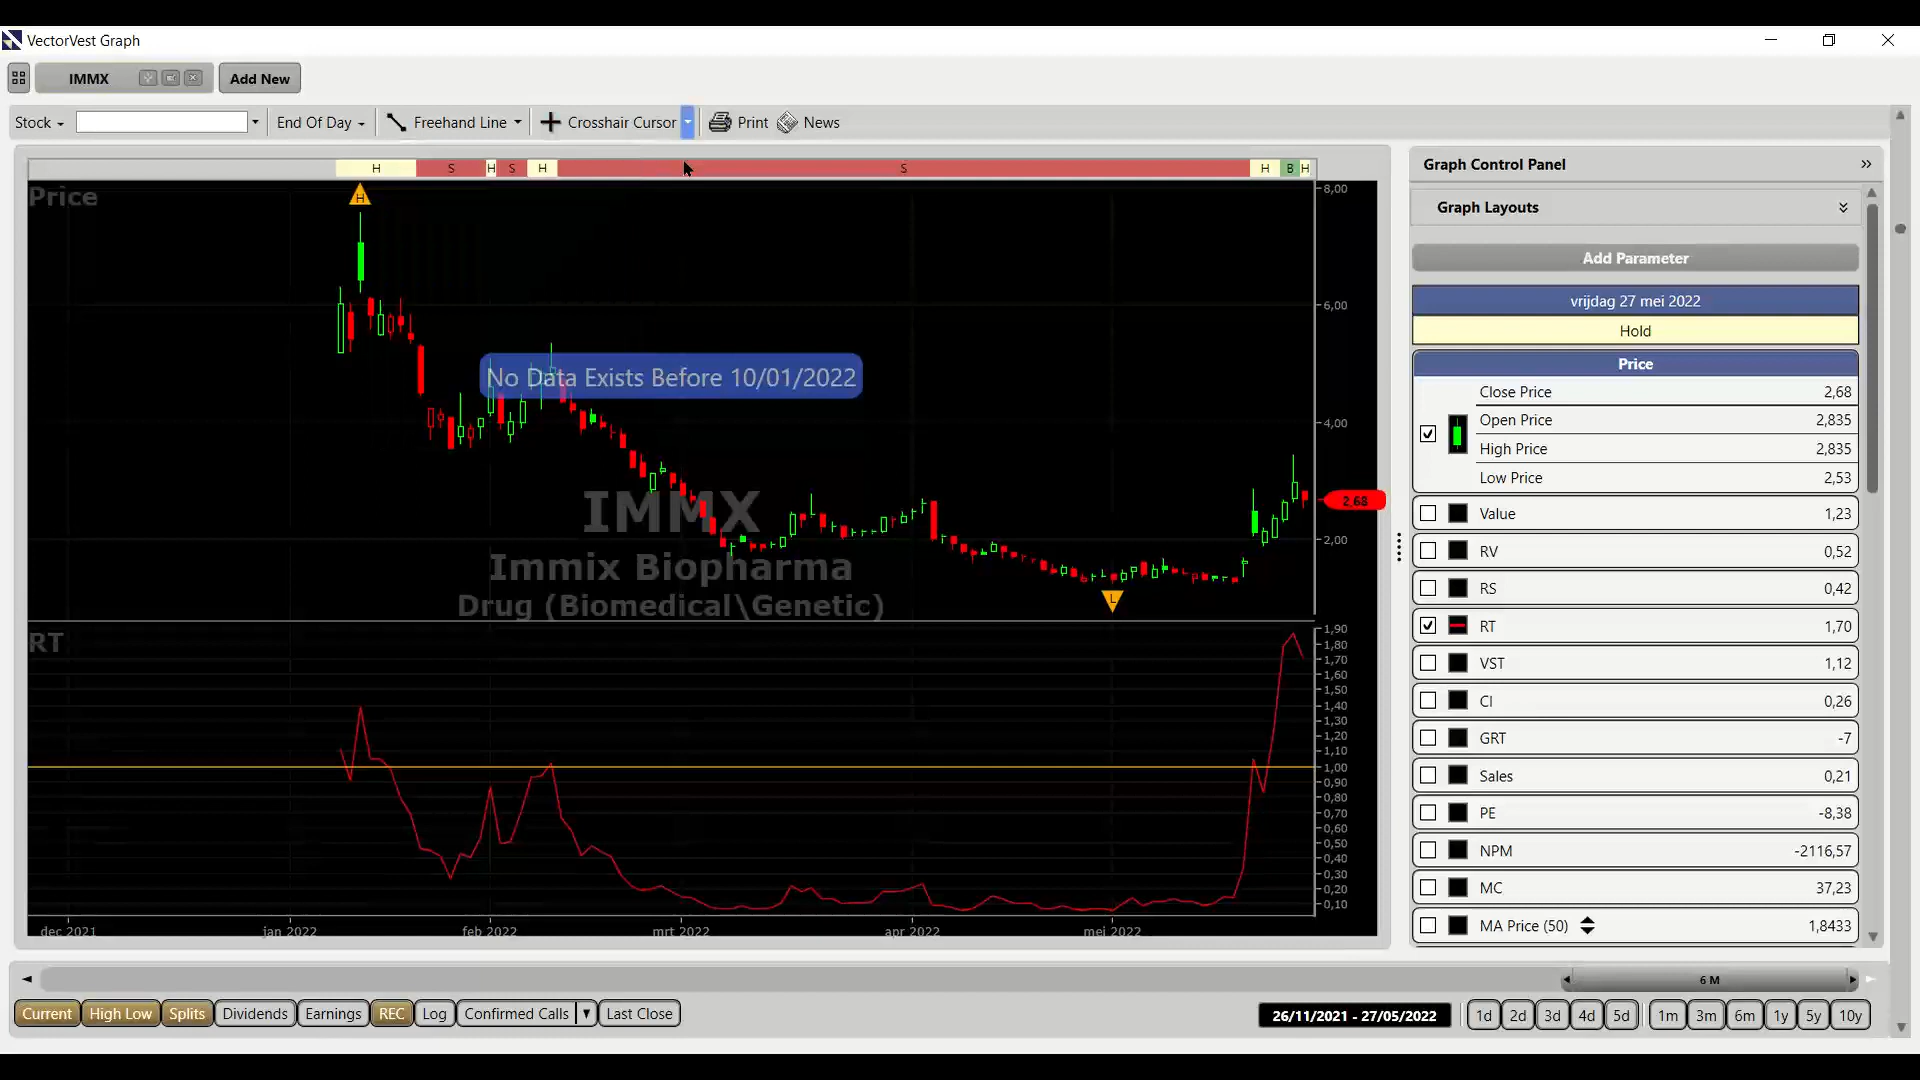 VectorVest Graph
IMMX
Add New
Stock
End Of Day
Freehand Line
Crosshair Cursor
Print
News
H S H S H S H B H
Price
H
No Data Exists Before 10/01/2022
IMMX
Immix Biopharma
Drug (Biomedical\Genetic)
L
8,00
6,00
4,00
2,68
2,00
RT
1,90
1,80
1,70
1,60
1,50
1,40
1,30
1,20
1,10
1,00
0,90
0,80
0,70
0,60
0,50
0,40
0,30
0,20
0,10
dec 2021 jan 2022 feb 2022 mrt 2022 apr 2022 mei 2022
Graph Control Panel
Graph Layouts
Add Parameter
vrijdag 27 mei 2022
Hold
Price
Close Price 2,68
Open Price 2,835
High Price 2,835
Low Price 2,53
Value 1,23
RV 0,52
RS 0,42
RT 1,70
VST 1,12
CI 0,26
GRT -7
Sales 0,21
PE -8,38
NPM -2116,57
MC 37,23
MA Price (50) 1,8433
6 M
Current High Low Splits Dividends Earnings REC Log Confirmed Calls Last Close
26/11/2021 - 27/05/2022
1d 2d 3d 4d 5d 1m 3m 6m 1y 5y 10y